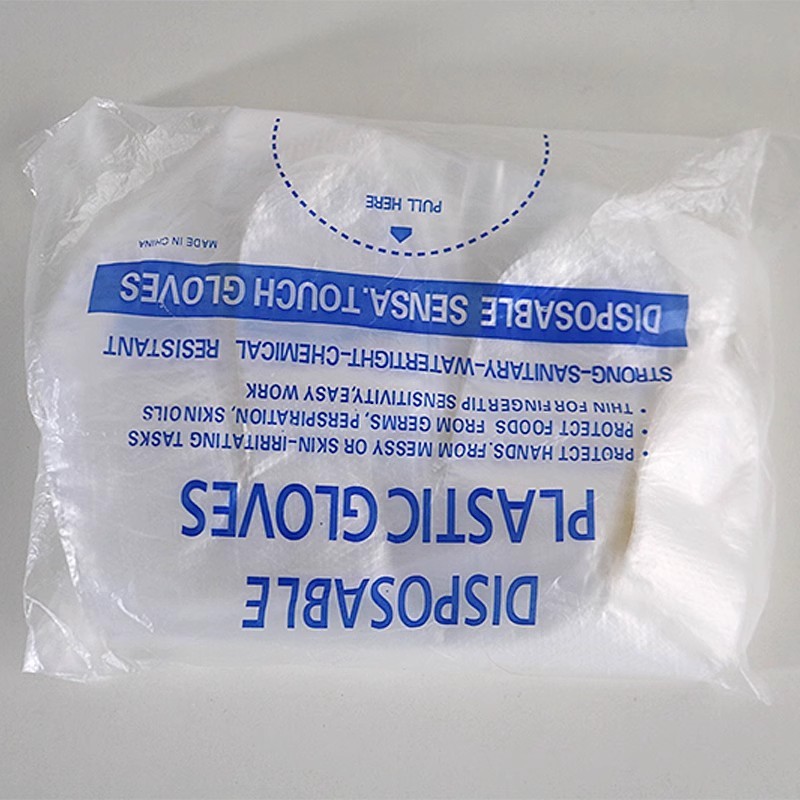 DISPOSABLE
PLASTIC GLOVES
• PROTECT HANDS.FROM MESSY OR SKIN-IRRITATING TASKS
• PROTECT FOODS FROM GERMS, PERSPIRATION, SKIN OILS
• THIN FOR FINGERTIP SENSITIVITY,EASY WORK
STRONG-SANITARY-WATERTIGHT-CHEMICAL RESISTANT
DISPOSABLE SENSA.TOUCH GLOVES
MADE IN CHINA
PULL HERE